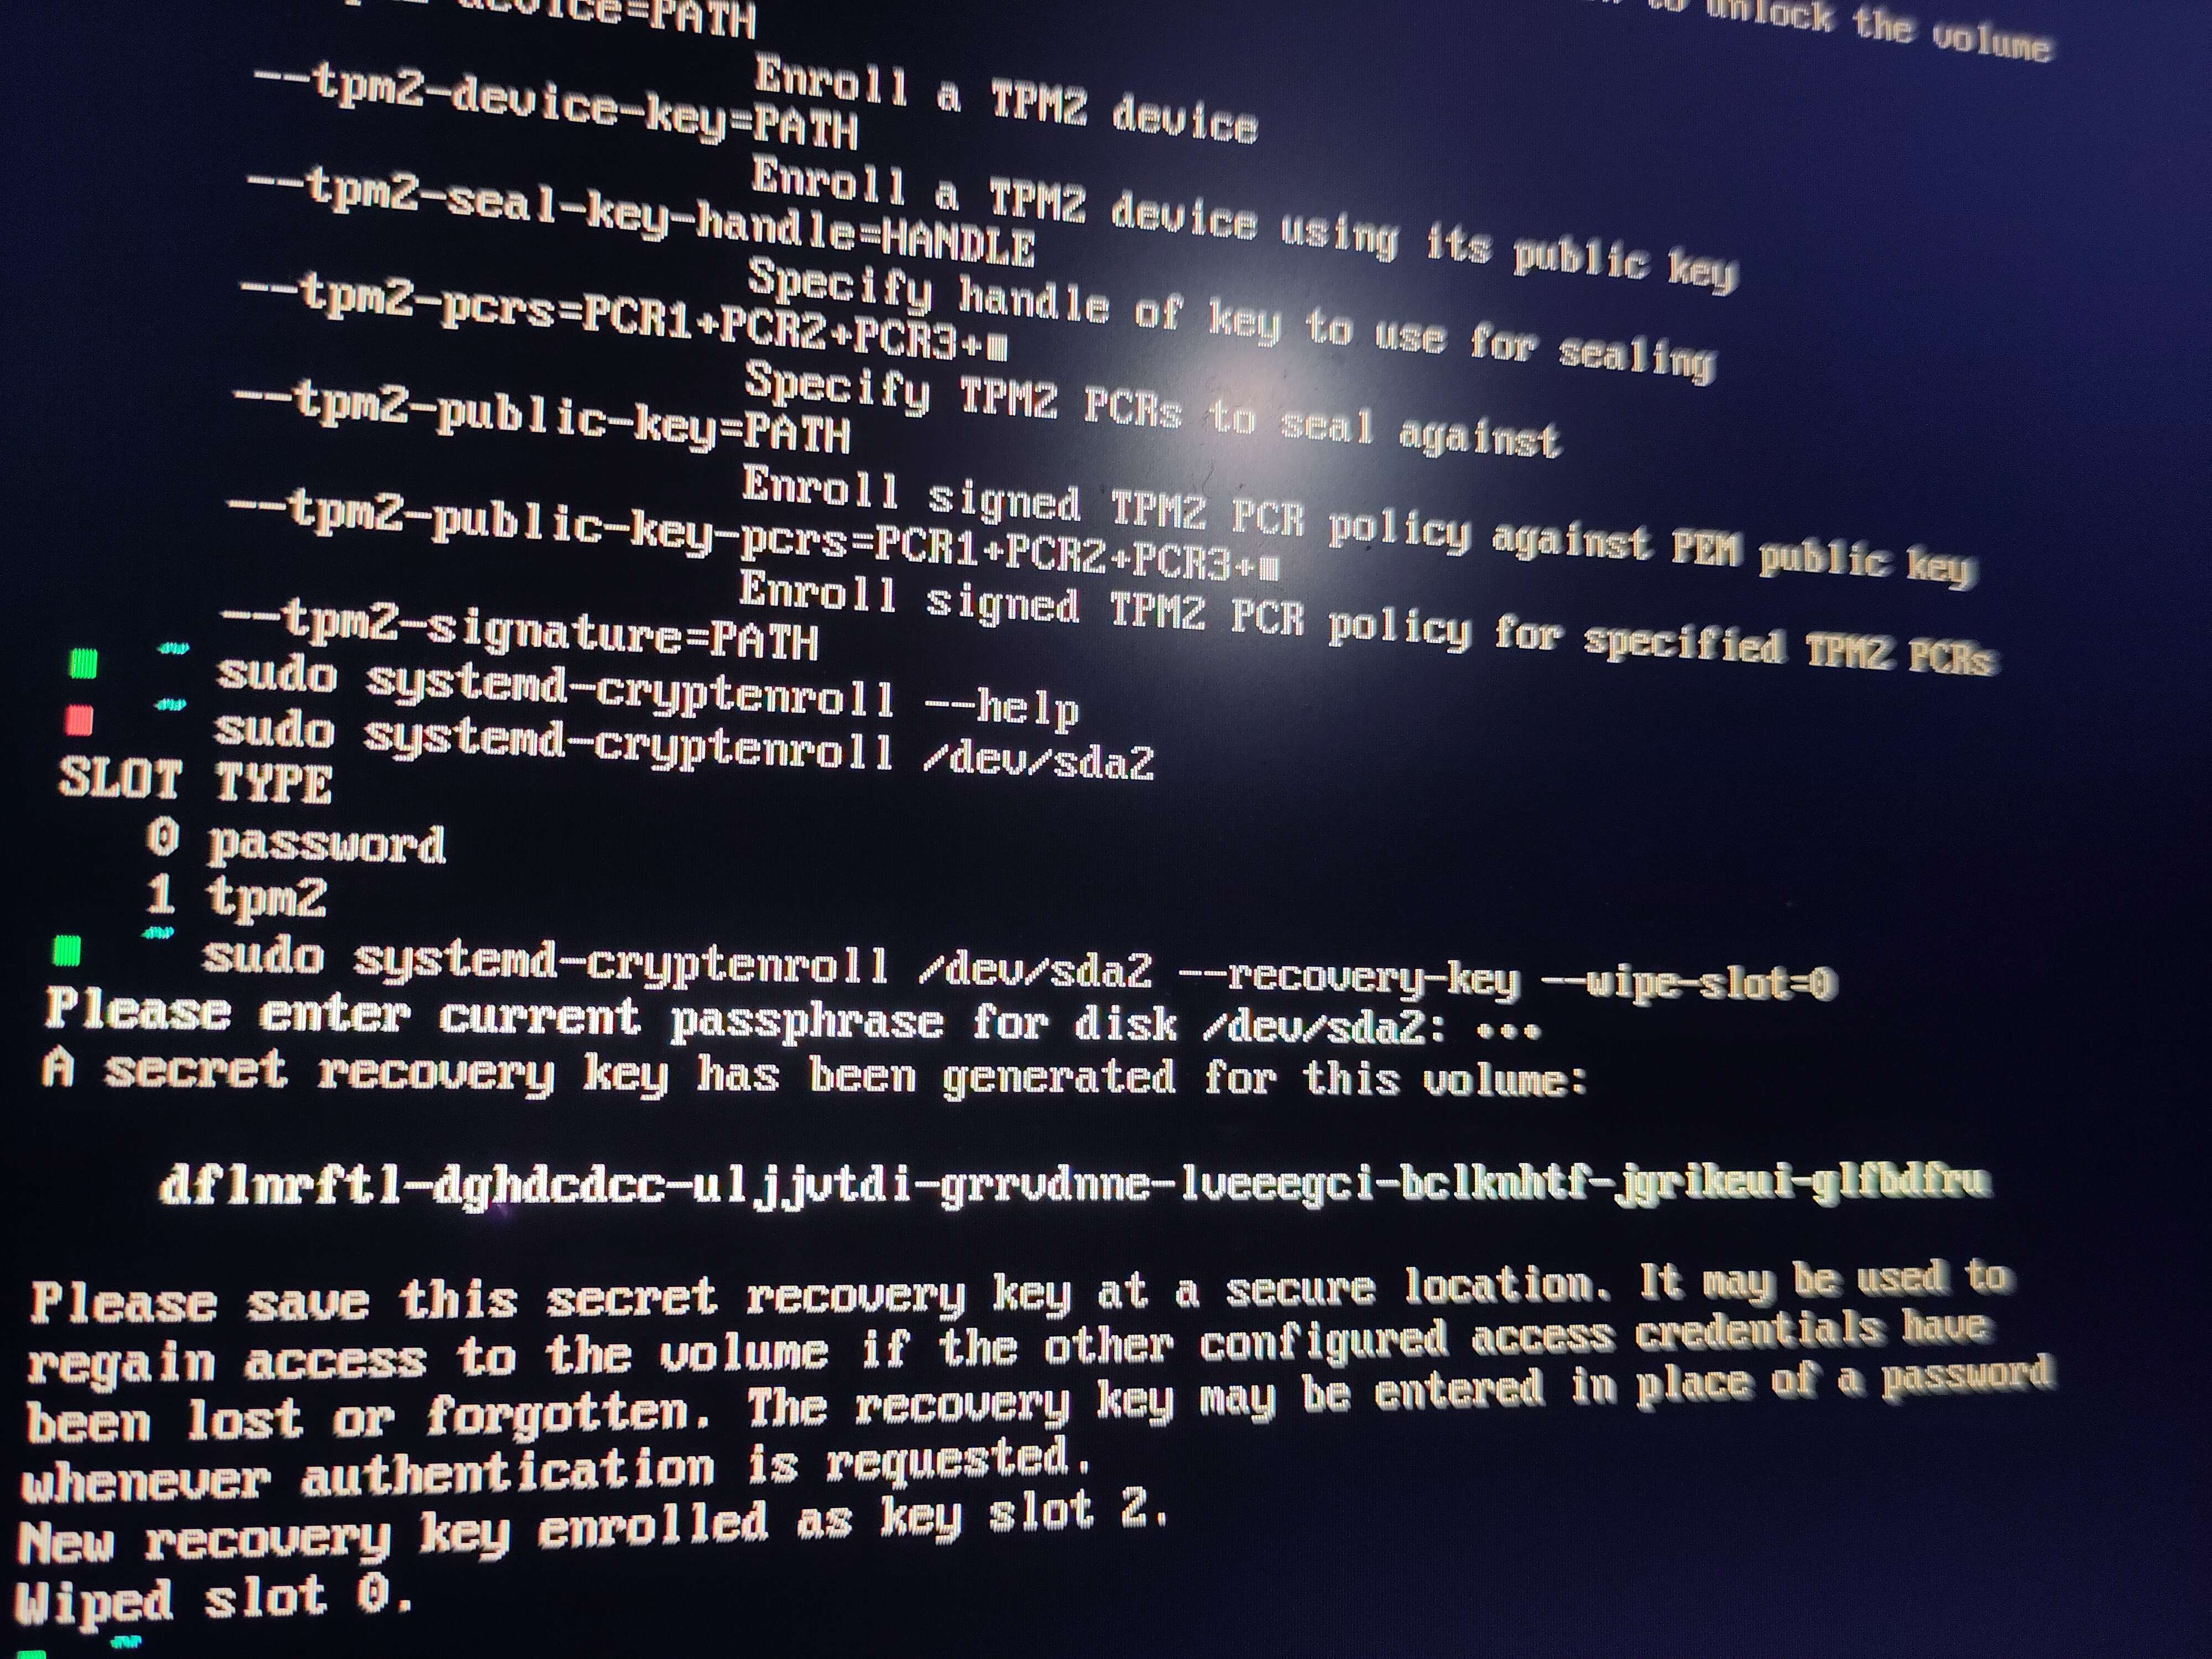 device=PATH
to unlock the volume
Enroll a TPM2 device
--tpm2-device-key=PATH
Enroll a TPM2 device using its public key
--tpm2-seal-key-handle=HANDLE
Specify handle of key to use for sealing
--tpm2-pcrs=PCR1+PCR2+PCR3+■
Specify TPM2 PCRs to seal against
--tpm2-public-key=PATH
Enroll signed TPM2 PCR policy against PEM public key
--tpm2-public-key-pcrs=PCR1+PCR2+PCR3+■
Enroll signed TPM2 PCR policy for specified TPM2 PCRs
--tpm2-signature=PATH
~ sudo systemd-cryptenroll --help
~ sudo systemd-cryptenroll /dev/sda2
SLOT TYPE
0 password
1 tpm2
~ sudo systemd-cryptenroll /dev/sda2 --recovery-key --wipe-slot=0
Please enter current passphrase for disk /dev/sda2: •••
A secret recovery key has been generated for this volume:
dflnrftl-dghdcdcc-uljjvtdi-grrvdnne-lveeegci-bclknhtf-jgrikeui-glfbdfru
Please save this secret recovery key at a secure location. It may be used to
regain access to the volume if the other configured access credentials have
been lost or forgotten. The recovery key may be entered in place of a password
whenever authentication is requested.
New recovery key enrolled as key slot 2.
Wiped slot 0.
~